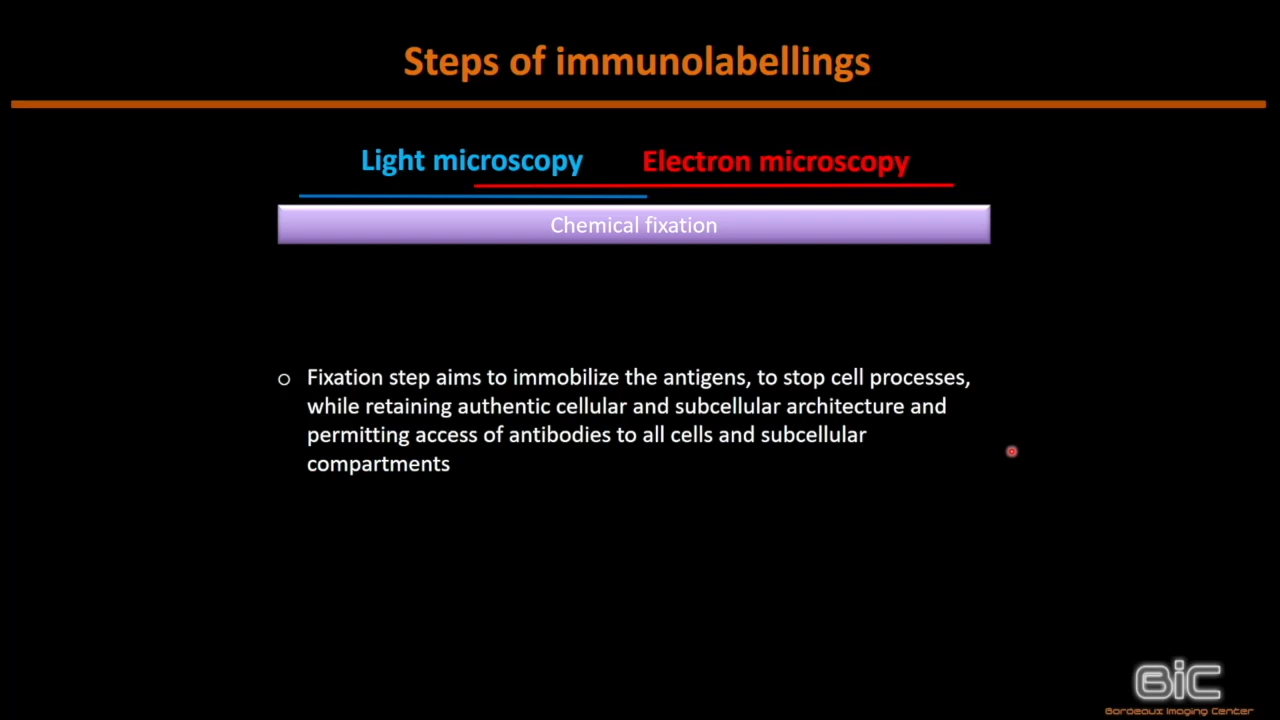 Steps of immunolabellings
Light microscopy
Electron microscopy
Chemical fixation
o Fixation step aims to immobilize the antigens, to stop cell processes,
while retaining authentic cellular and subcellular architecture and
permitting access of antibodies to all cells and subcellular
compartments
BiC
Bordeaux Imaging Center